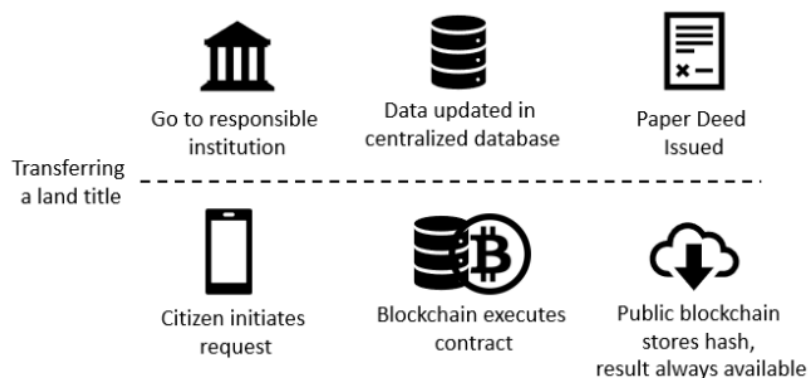 Go to responsible
institution
Data updated in
centralized database
Paper Deed
Issued
Transferring
a land title
Citizen initiates
request
Blockchain executes
contract
Public blockchain
stores hash,
result always available